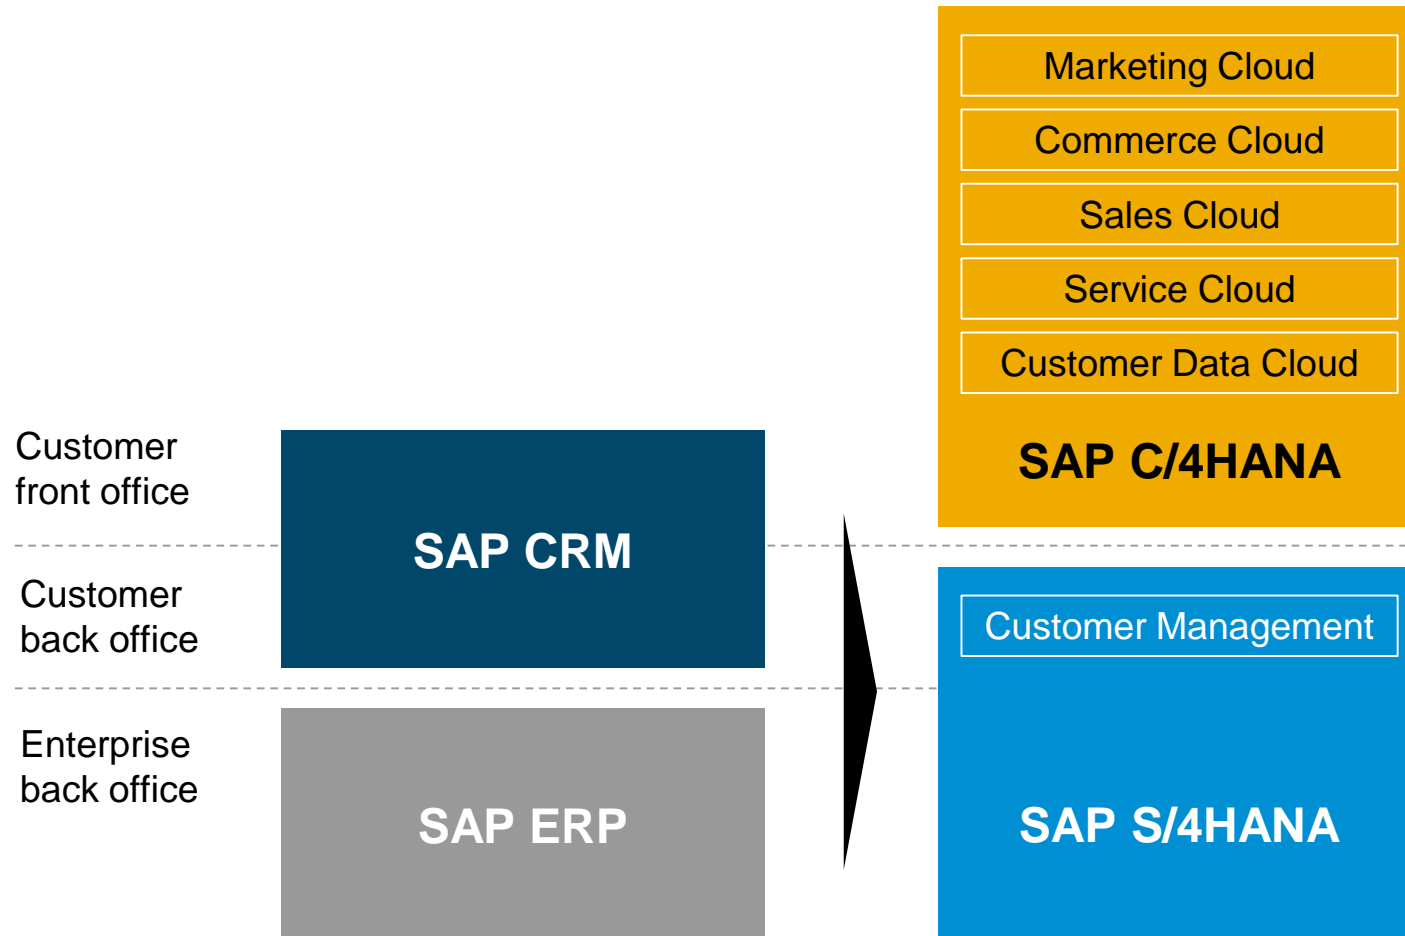 Marketing Cloud
Commerce Cloud
Sales Cloud
Service Cloud
Customer Data Cloud
SAP C/4HANA
Customer
front office
SAP CRM
Customer
back office
Customer Management
Enterprise
back office
SAP ERP
SAP S/4HANA